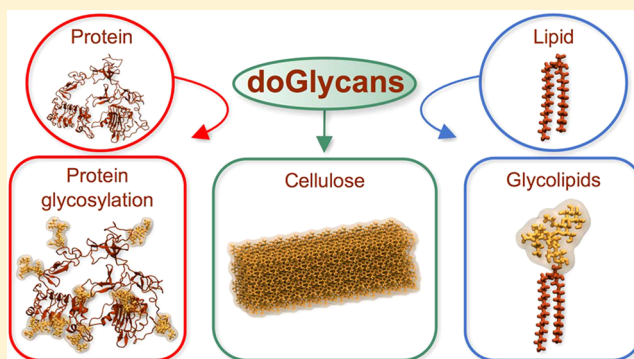 Protein
doGlycans
Lipid
Protein
glycosylation
Cellulose
Glycolipids